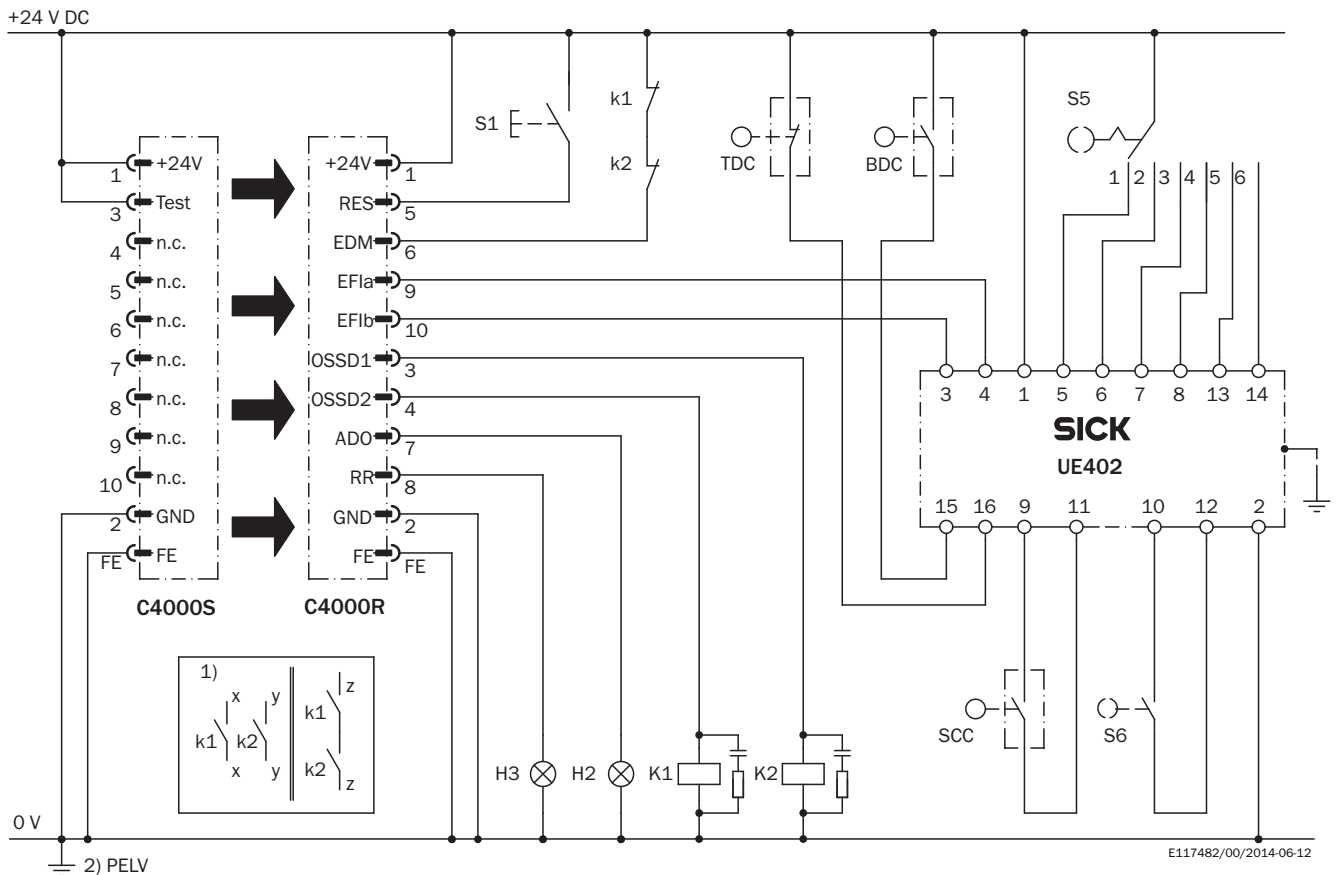 +24 V DC
S1
k1
k2
TDC
BDC
S5
1 2 3 4 5 6
1 +24V
3 Test
4 n.c.
5 n.c.
6 n.c.
7 n.c.
8 n.c.
9 n.c.
10 n.c.
2 GND
FE FE
C4000S
+24V 1
RES 5
EDM 6
EFIa 9
EFIb 10
OSSD1 3
OSSD2 4
ADO 7
RR 8
GND 2
FE FE
C4000R
3 4 1 5 6 7 8 13 14
SICK
UE402
15 16 9 11 10 12 2
SCC
S6
1)
x y z
k1 k2 k1
k2
x y z
H3 H2 K1 K2
0 V
2) PELV
E117482/00/2014-06-12